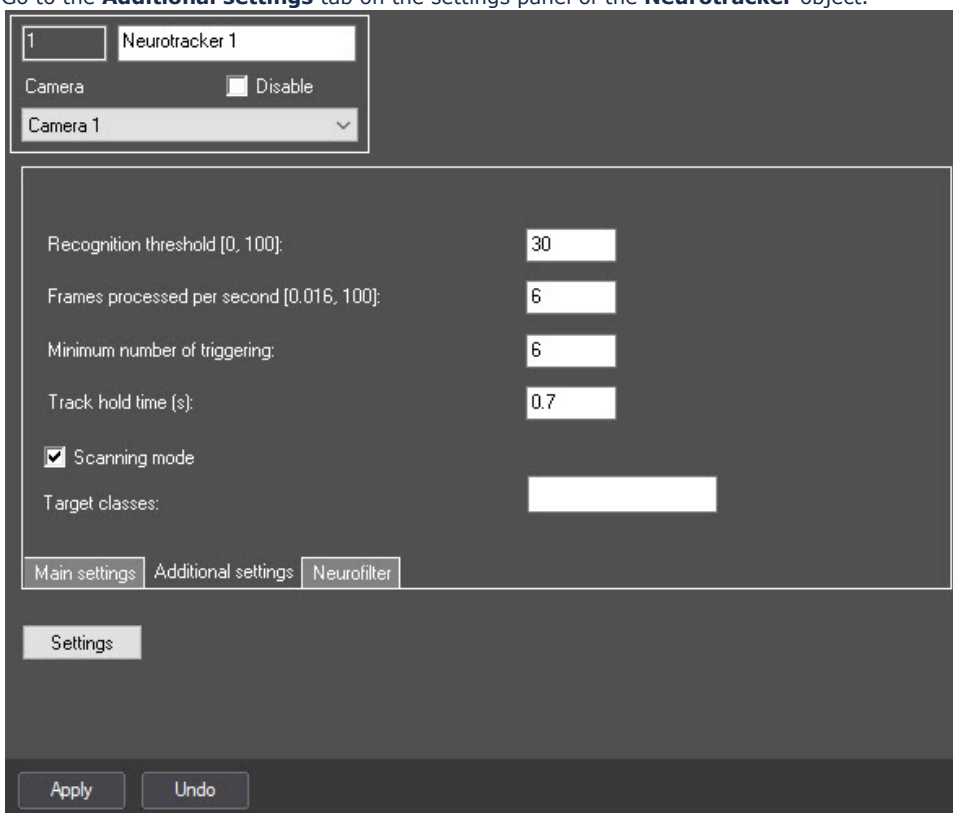 Go to the Additional settings tab on the settings panel of the Neurotracker object.
1 Neurotracker 1
Camera Disable
Camera 1
Recognition threshold [0, 100]: 30
Frames processed per second [0.016, 100]: 6
Minimum number of triggering: 6
Track hold time (s): 0.7
Scanning mode
Target classes:
Main settings Additional settings Neurofilter
Settings
Apply Undo